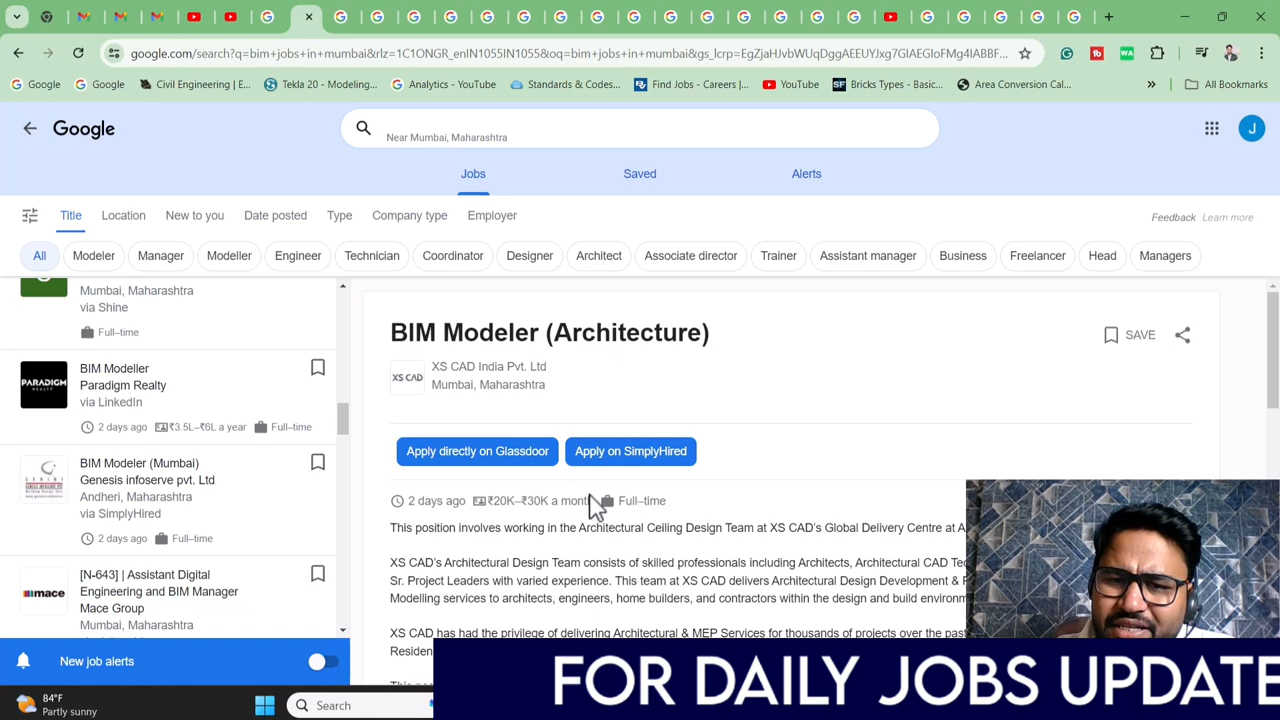 google.com/search?q=bim+jobs+in+mumbai&rlz=1C1ONGR_enIN1055IN1055&oq=bim+jobs+in+mumbai&gs_lcrp=EgZjaHJvbWUqDggAEEUYJxg7GIAEGIoFMg4IABBF...
Google
Google
Civil Engineering | E...
Tekla 20 - Modeling...
Analytics - YouTube
Standards & Codes...
Find Jobs - Career |...
YouTube
Bricks Types - Basic...
Area Conversion Cal...
»
All Bookmarks
Google
Near Mumbai, Maharashtra
J
Jobs
Saved
Alerts
Title
Location
New to you
Date posted
Type
Company type
Employer
Feedback
Learn more
All
Modeler
Manager
Modeller
Engineer
Technician
Coordinator
Designer
Architect
Associate director
Trainer
Assistant manager
Business
Freelancer
Head
Managers
Mumbai, Maharashtra
via Shine
Full–time
PARADIGM
REALTY
BIM Modeller
Paradigm Realty
via LinkedIn
2 days ago
₹3.5L–₹6L a year
Full–time
BIM Modeler (Mumbai)
Genesis infoserve pvt. Ltd
Andheri, Maharashtra
via SimplyHired
2 days ago
Full–time
mace
[N-643] | Assistant Digital
Engineering and BIM Manager
Mace Group
Mumbai, Maharashtra
New job alerts
BIM Modeler (Architecture)
SAVE
XS CAD
XS CAD India Pvt. Ltd
Mumbai, Maharashtra
Apply directly on Glassdoor
Apply on SimplyHired
2 days ago
₹20K–₹30K a month
Full–time
This position involves working in the Architectural Ceiling Design Team at XS CAD's Global Delivery Centre at A
XS CAD's Architectural Design Team consists of skilled professionals including Architects, Architectural CAD Tec
Sr. Project Leaders with varied experience. This team at XS CAD delivers Architectural Design Development &
Modelling services to architects, engineers, home builders, and contractors within the design and build environm
XS CAD has had the privilege of delivering Architectural & MEP Services for thousands of projects over the past
Residen
FOR DAILY JOBS UPDATE
84°F
Partly sunny
Search